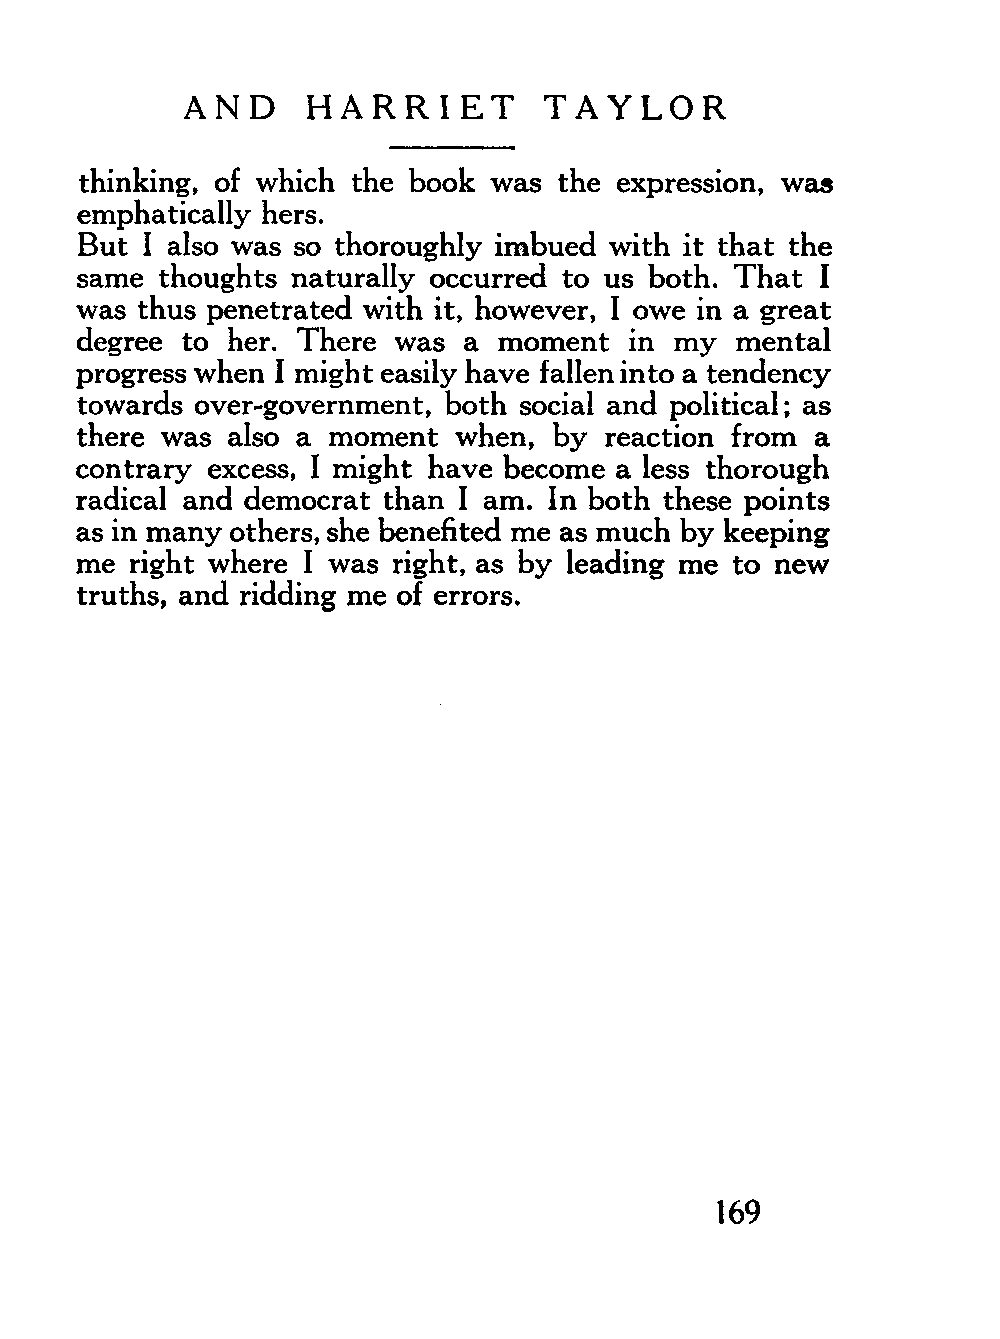 AND HARRIET TAYLOR
thinking, of which the book was the expression, was
emphatically hers.
But I also was so thoroughly imbued with it that the
same thoughts naturally occurred to us both. That I
was thus penetrated with it, however, I owe in a great
degree to her. There was a moment in my mental
progress when I might easily have fallen into a tendency
towards over-government, both social and political; as
there was also a moment when, by reaction from a
contrary excess, I might have become a less thorough
radical and democrat than I am. In both these points
as in many others, she benefited me as much by keeping
me right where I was right, as by leading me to new
truths, and ridding me of errors.
169